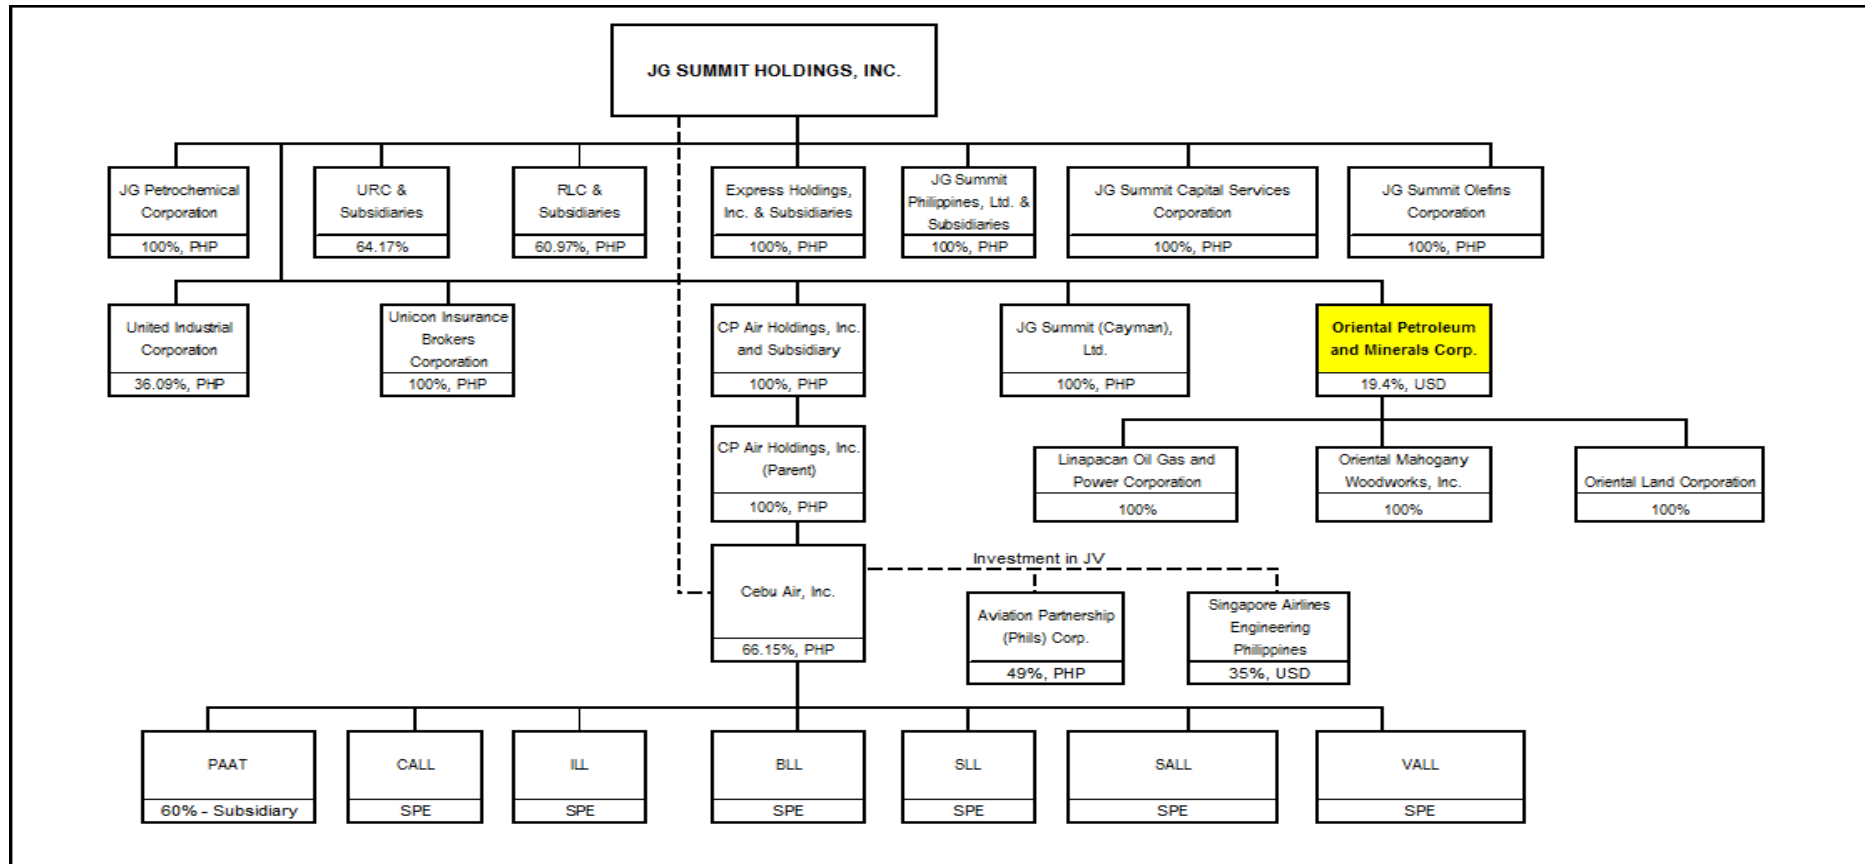 JG SUMMIT HOLDINGS, INC.
JG Petrochemical
Corporation
100%, PHP
URC &
Subsidiaries
64.17%
RLC &
Subsidiaries
60.97%, PHP
Express Holdings,
Inc. & Subsidiaries
100%, PHP
JG Summit
Philippines, Ltd. &
Subsidiaries
100%, PHP
JG Summit Capital Services
Corporation
100%, PHP
JG Summit Olefins
Corporation
100%, PHP
United Industrial
Corporation
36.09%, PHP
Unicon Insurance
Brokers
Corporation
100%, PHP
CP Air Holdings, Inc.
and Subsidiary
100%, PHP
JG Summit (Cayman),
Ltd.
100%, PHP
Oriental Petroleum
and Minerals Corp.
19.4%, USD
CP Air Holdings, Inc.
(Parent)
100%, PHP
Linapacan Oil Gas and
Power Corporation
100%
Oriental Mahogany
Woodworks, Inc.
100%
Oriental Land Corporation
100%
Cebu Air, Inc.
66.15%, PHP
Investment in JV
Aviation Partnership
(Phils) Corp.
49%, PHP
Singapore Airlines
Engineering
Philippines
35%, USD
PAAT
60% - Subsidiary
CALL
SPE
ILL
SPE
BLL
SPE
SLL
SPE
SALL
SPE
VALL
SPE